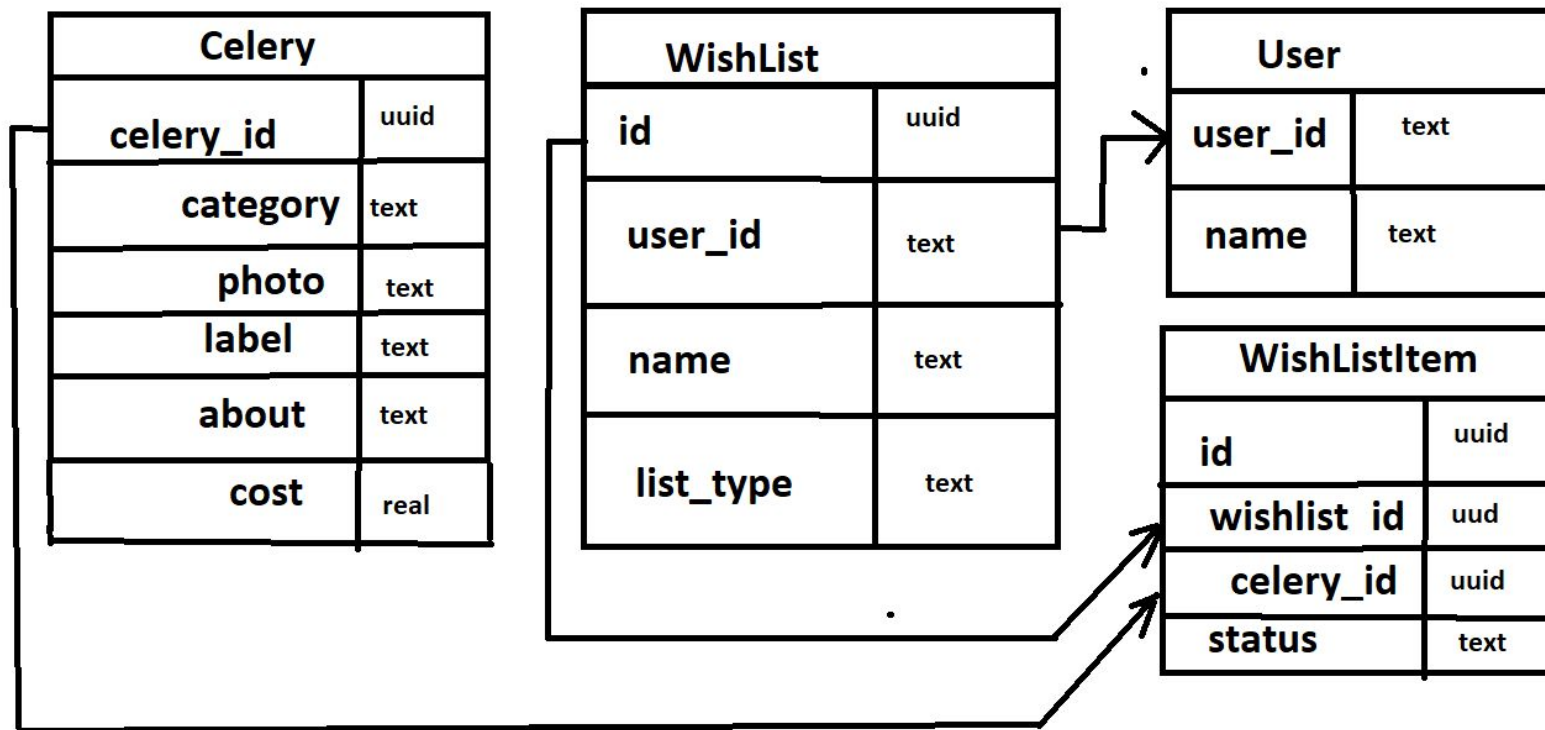 Celery
celery_id uuid
category text
photo text
label text
about text
cost real
WishList
id uuid
user_id text
name text
list_type text
User
user_id text
name text
WishListItem
id uuid
wishlist id uud
celery_id uuid
status text